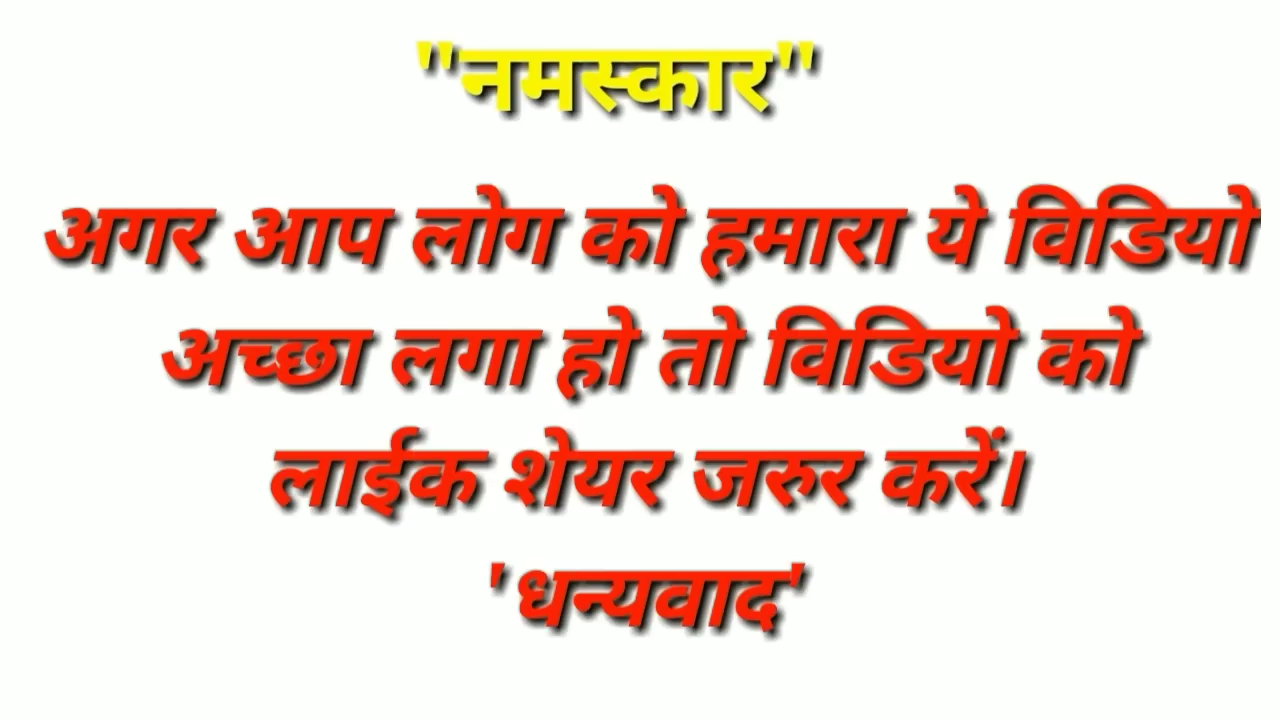 "नमस्कार"
अगर आप लोग को हमारा ये विडियो
अच्छा लगा हो तो विडियो को
लाईक शेयर जरुर करें।
'धन्यवाद'